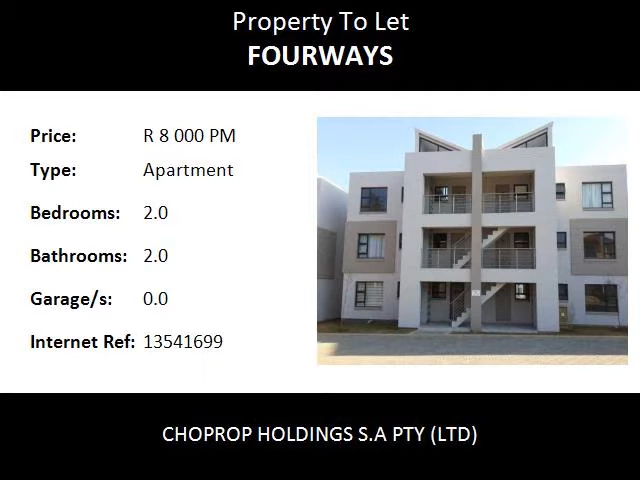 Property To Let
FOURWAYS
Price: R 8 000 PM
Type: Apartment
Bedrooms: 2.0
Bathrooms: 2.0
Garage/s: 0.0
Internet Ref: 13541699
CHOPROP HOLDINGS S.A PTY (LTD)